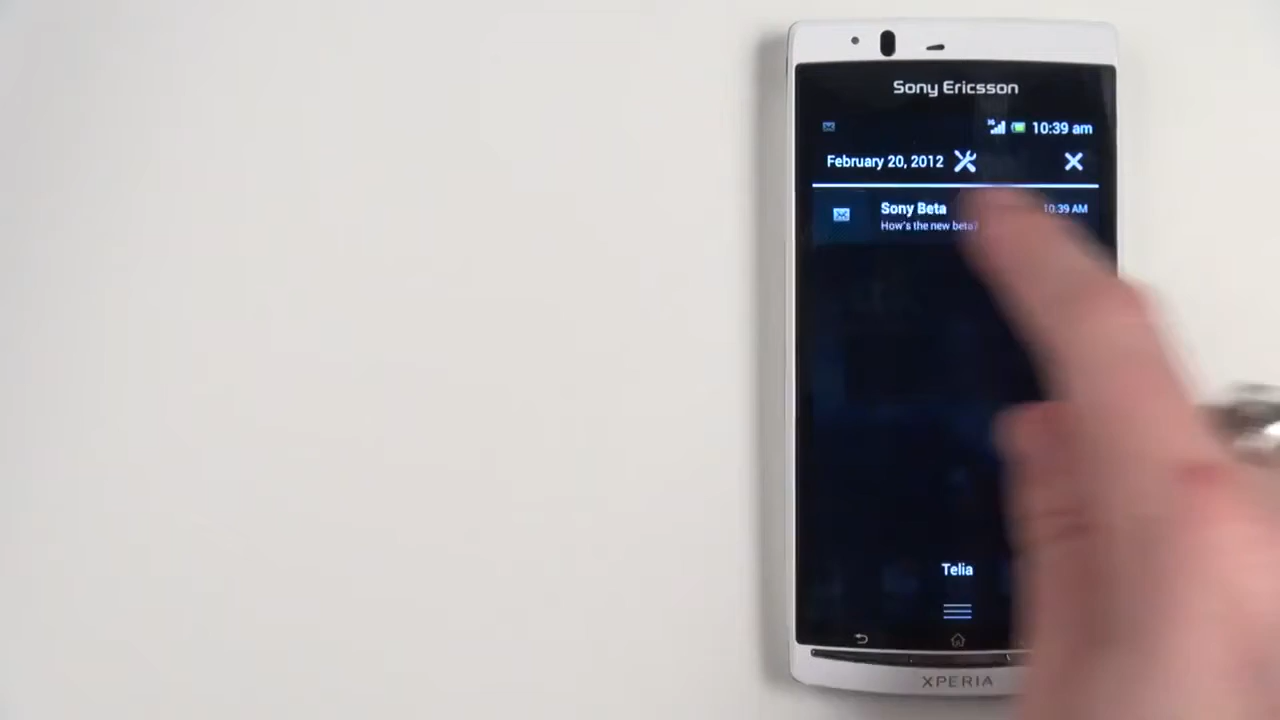 Sony Ericsson
3G 10:39 am
February 20, 2012
Sony Beta 10:39 AM
How's the new beta?
Telia
XPERIA